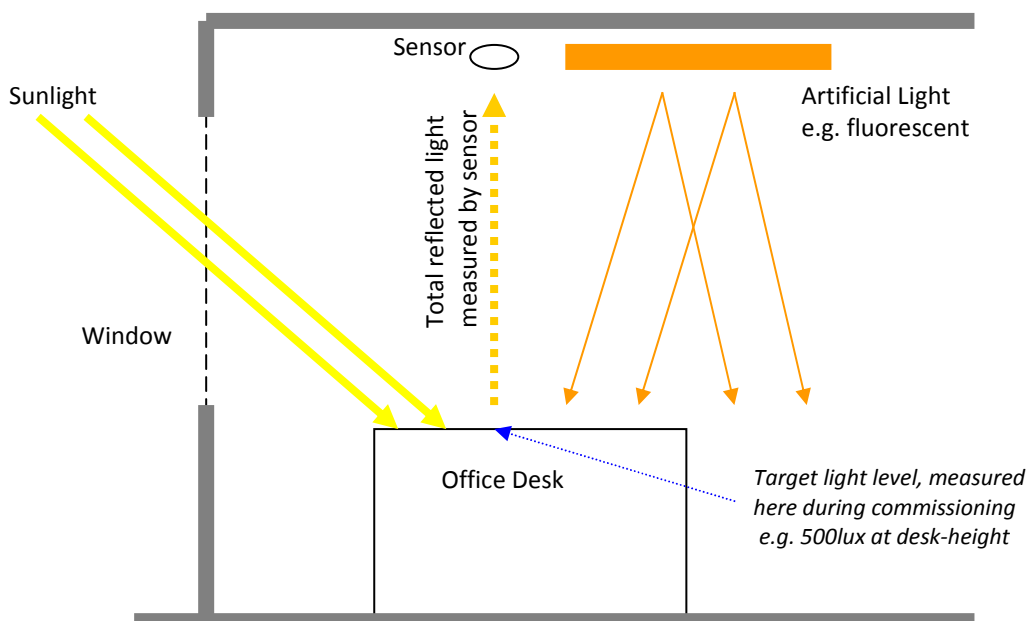 Sensor
Sunlight
Artificial Light
e.g. fluorescent
Total reflected light
measured by sensor
Window
Office Desk
Target light level, measured
here during commissioning
e.g. 500lux at desk-height